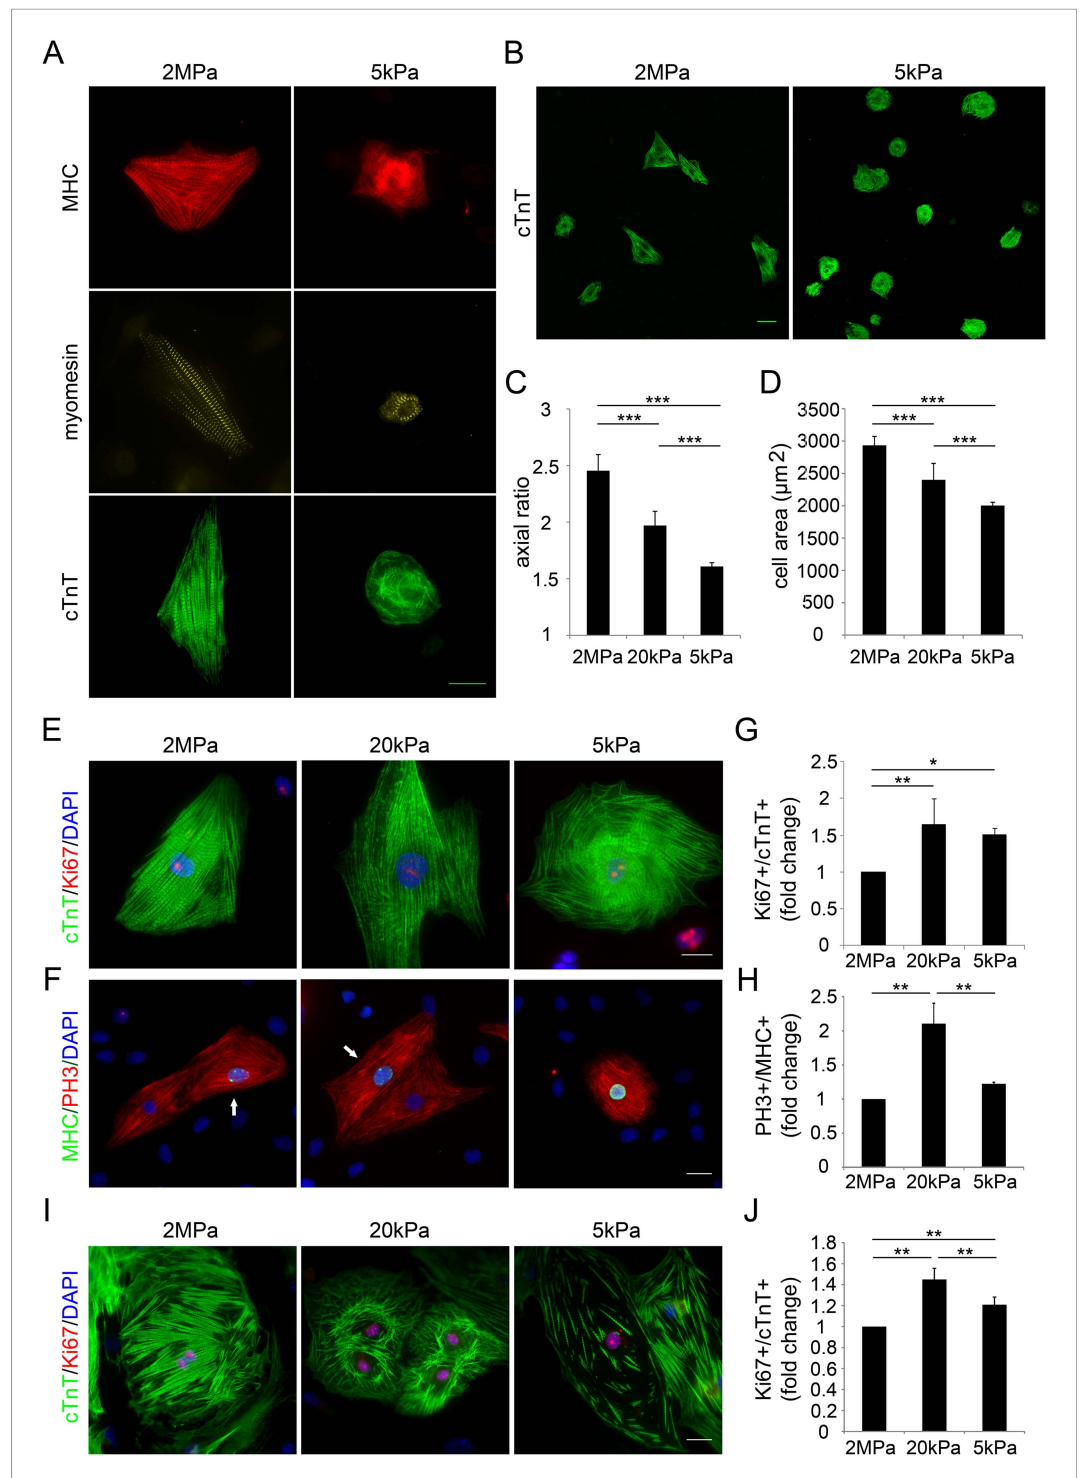 A
2MPa
5kPa
MHC
myomesin
cTnT
B
2MPa
5kPa
cTnT
C
***
***
***
3
2.5
2
1.5
1
axial ratio
2MPa 20kPa 5kPa
D
***
***
***
3500
3000
2500
2000
1500
1000
500
0
cell area (µm2)
2MPa 20kPa 5kPa
E
2MPa
20kPa
5kPa
cTnT/Ki67/DAPI
F
MHC/PH3/DAPI
G
*
**
2.5
2
1.5
1
0.5
0
Ki67+/cTnT+
(fold change)
2MPa 20kPa 5kPa
H
** **
2.5
2
1.5
1
0.5
0
PH3+/MHC+
(fold change)
2MPa 20kPa 5kPa
I
2MPa
20kPa
5kPa
cTnT/Ki67/DAPI
J
**
** **
1.8
1.6
1.4
1.2
1
0.8
0.6
0.4
0.2
0
Ki67+/cTnT+
(fold change)
2MPa 20kPa 5kPa